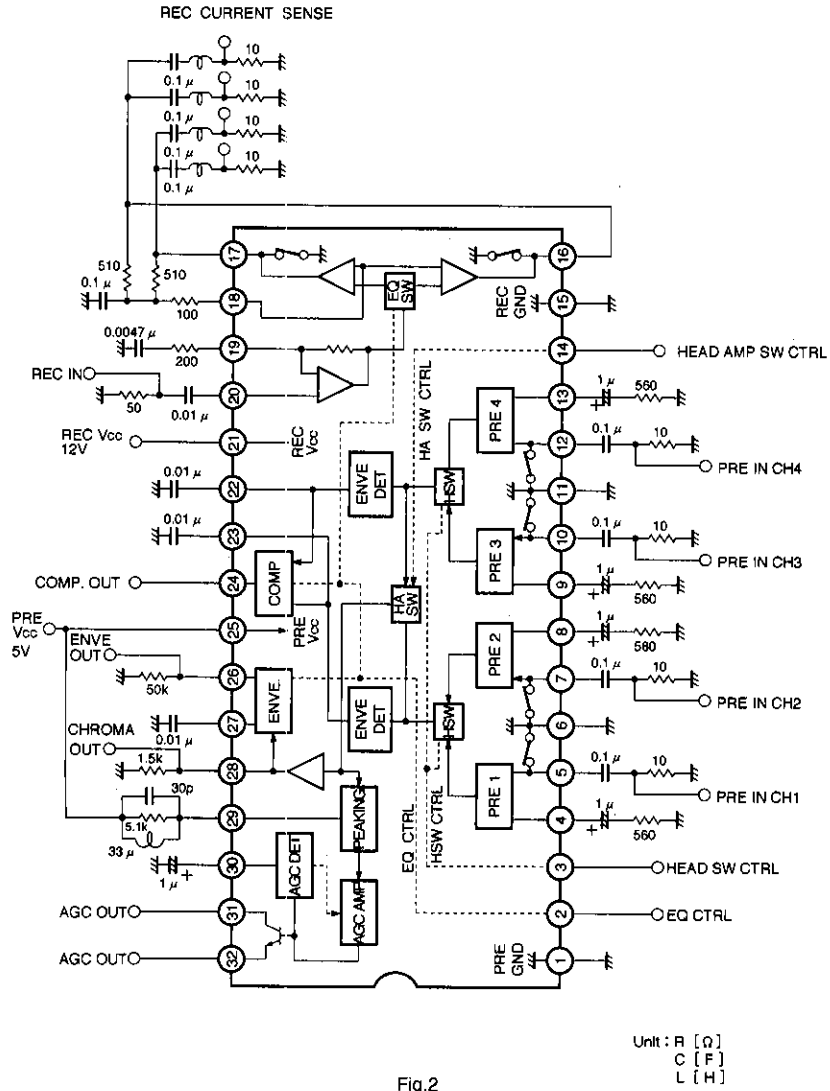 REC CURRENT SENSE
10
0.1 μ
10
0.1 μ
10
0.1 μ
10
0.1 μ
510
510
0.1 μ
100
17
18
EQ SW
16
15
REC GND
0.0047 μ
200
19
14
HEAD AMP SW CTRL
REC IN
50
0.01 μ
20
HA SW CTRL
PRE 4
13
1 μ
+
560
REC Vcc
12V
21
REC Vcc
12
0.1 μ
10
PRE IN CH4
0.01 μ
22
ENVE DET
HSW
11
0.01 μ
23
PRE 3
10
0.1 μ
10
PRE IN CH3
COMP. OUT
24
COMP
HA SW
9
1 μ
+
560
PRE Vcc
5V
25
PRE Vcc
PRE 2
8
1 μ
+
580
ENVE OUT
50k
26
ENVE.
ENVE DET
HSW
7
0.1 μ
10
PRE IN CH2
0.01 μ
27
6
CHROMA OUT
1.5k
28
PRE 1
5
0.1 μ
10
PRE IN CH1
30p
5.1k
33 μ
29
PEAKING
4
1 μ
+
560
EQ CTRL
HSW CTRL
1 μ
+
30
AGC DET
AGC AMP
3
HEAD SW CTRL
AGC OUT
31
2
EQ CTRL
AGC OUT
32
PRE GND
1
Unit : R [Ω]
C [F]
L [H]
Fig.2